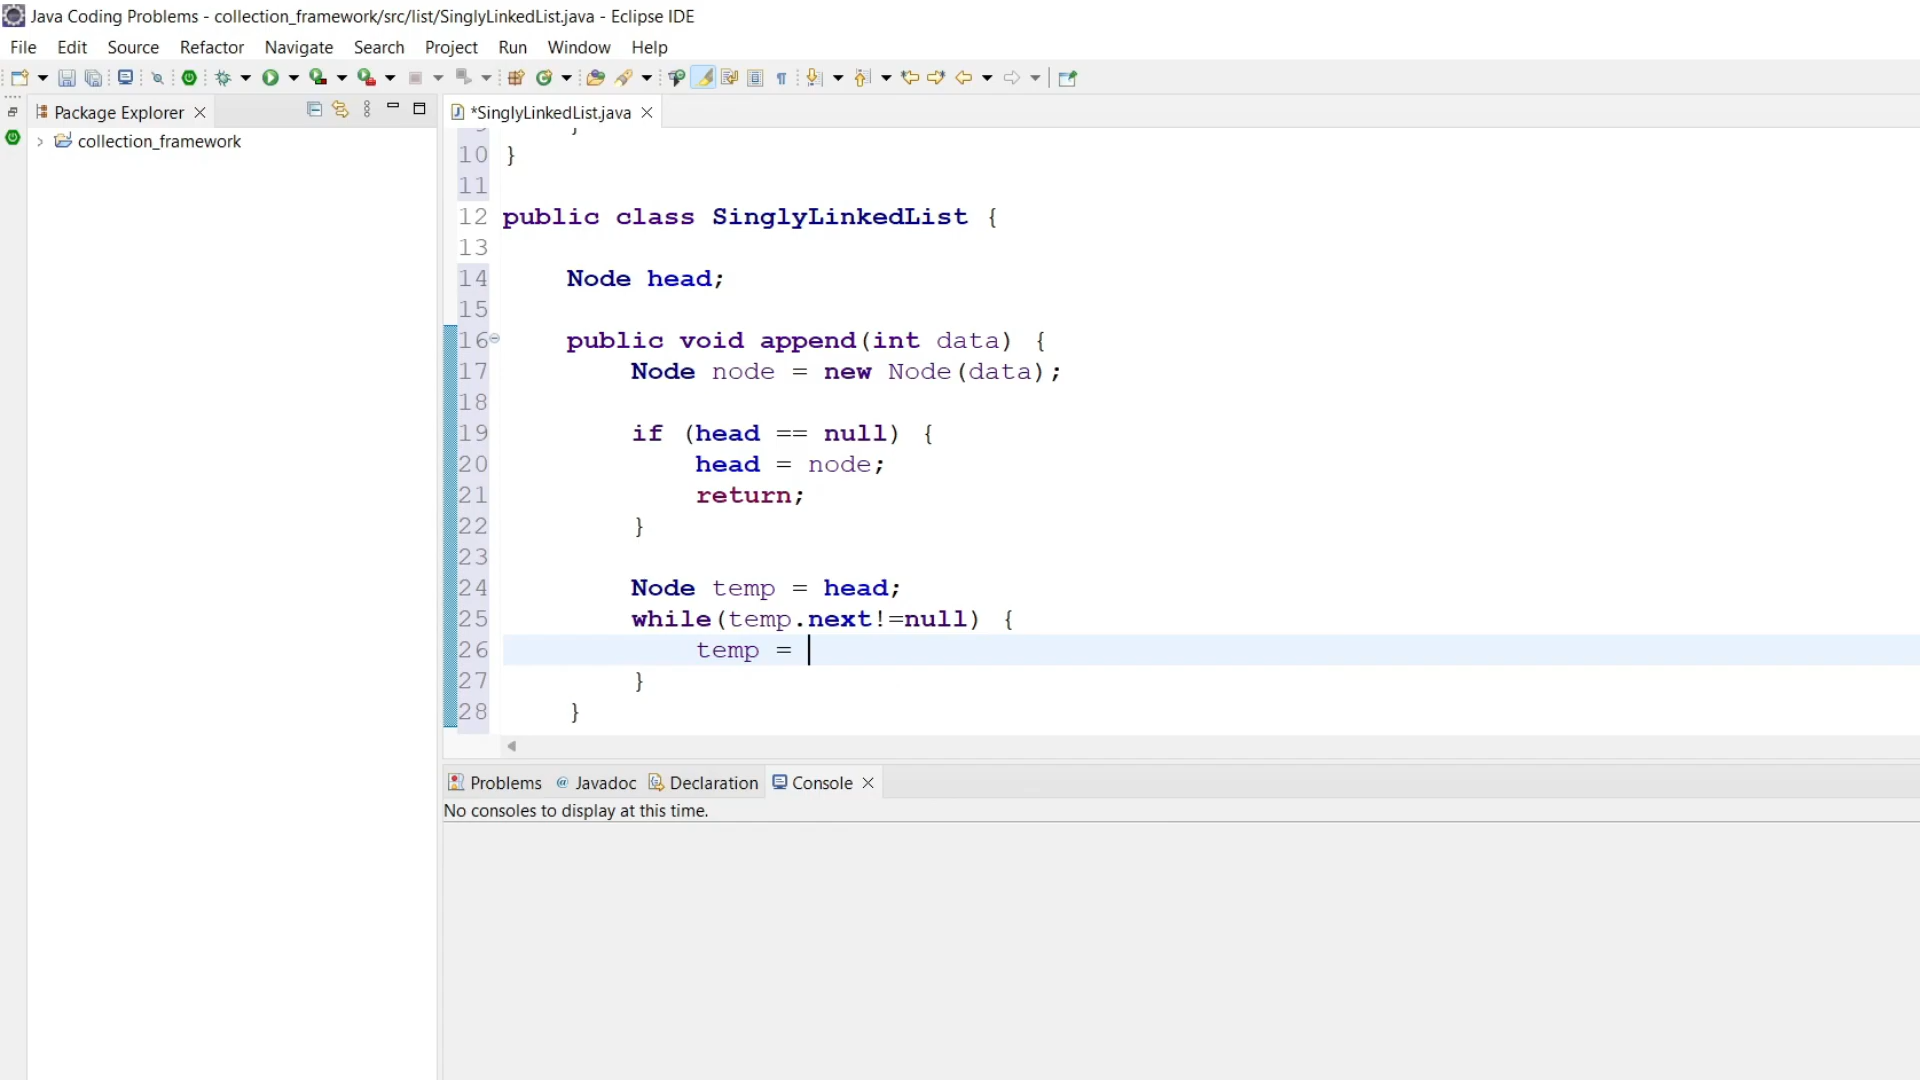 Java Coding Problems - collection_framework/src/list/SinglyLinkedList.java - Eclipse IDE
File Edit Source Refactor Navigate Search Project Run Window Help
Package Explorer
*SinglyLinkedList.java
collection_framework
10 }
11
12 public class SinglyLinkedList {
13
14 Node head;
15
16 public void append(int data) {
17 Node node = new Node(data);
18
19 if (head == null) {
20 head = node;
21 return;
22 }
23
24 Node temp = head;
25 while(temp.next!=null) {
26 temp =
27 }
28 }
Problems @ Javadoc Declaration Console
No consoles to display at this time.